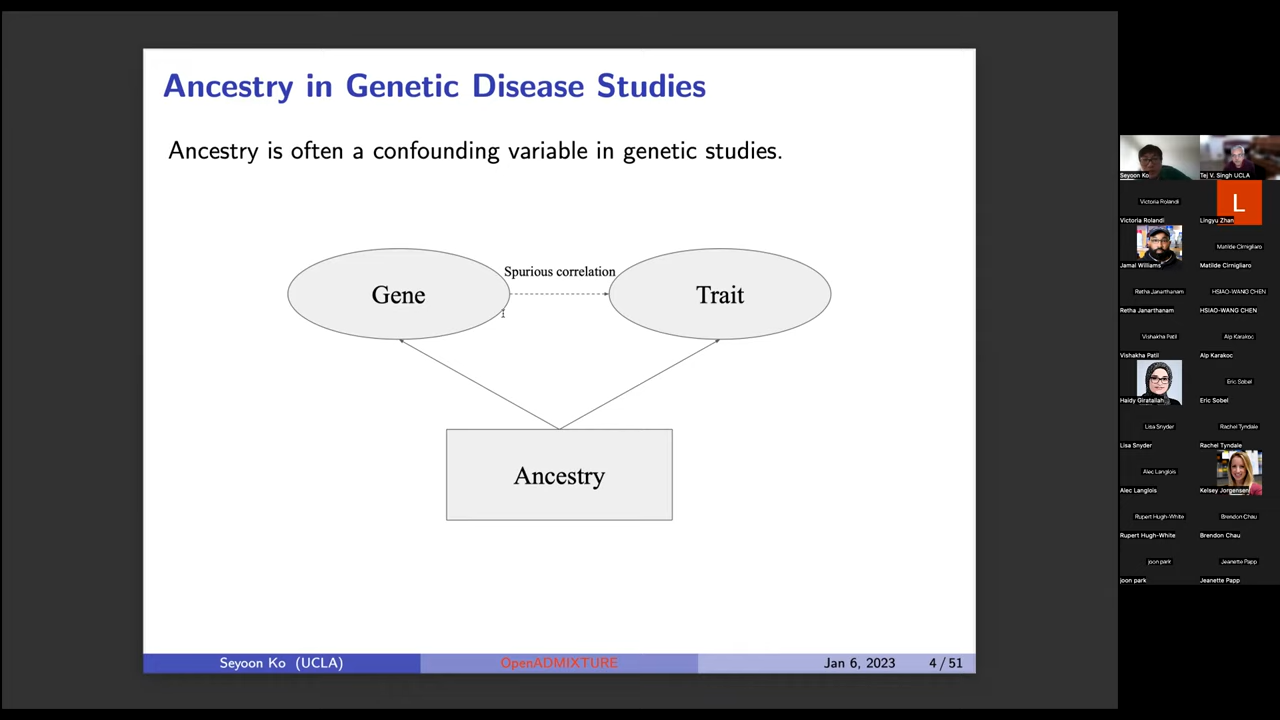 Ancestry in Genetic Disease Studies
Ancestry is often a confounding variable in genetic studies.
Spurious correlation
Gene
Trait
Ancestry
Seyoon Ko (UCLA)
OpenADMIXTURE
Jan 6, 2023
4 / 51
Seyoon Ko
Tej V. Singh UCLA
Victoria Rolandi
Victoria Rolandi
L
Lingyu Zhan
Jamal Williams
Matilde Cirnigliaro
Matilde Cirnigliaro
Retha Janarthanam
Retha Janarthanam
HSIAO-WANG CHEN
HSIAO-WANG CHEN
Vishakha Patil
Vishakha Patil
Alp Karakoc
Alp Karakoc
Haidy Giratallah
Eric Sobel
Eric Sobel
Lisa Snyder
Lisa Snyder
Rachel Tyndale
Rachel Tyndale
Alec Langlois
Alec Langlois
Kelsey Jorgensen
Rupert Hugh-White
Rupert Hugh-White
Brendon Chau
Brendon Chau
joon park
joon park
Jeanette Papp
Jeanette Papp